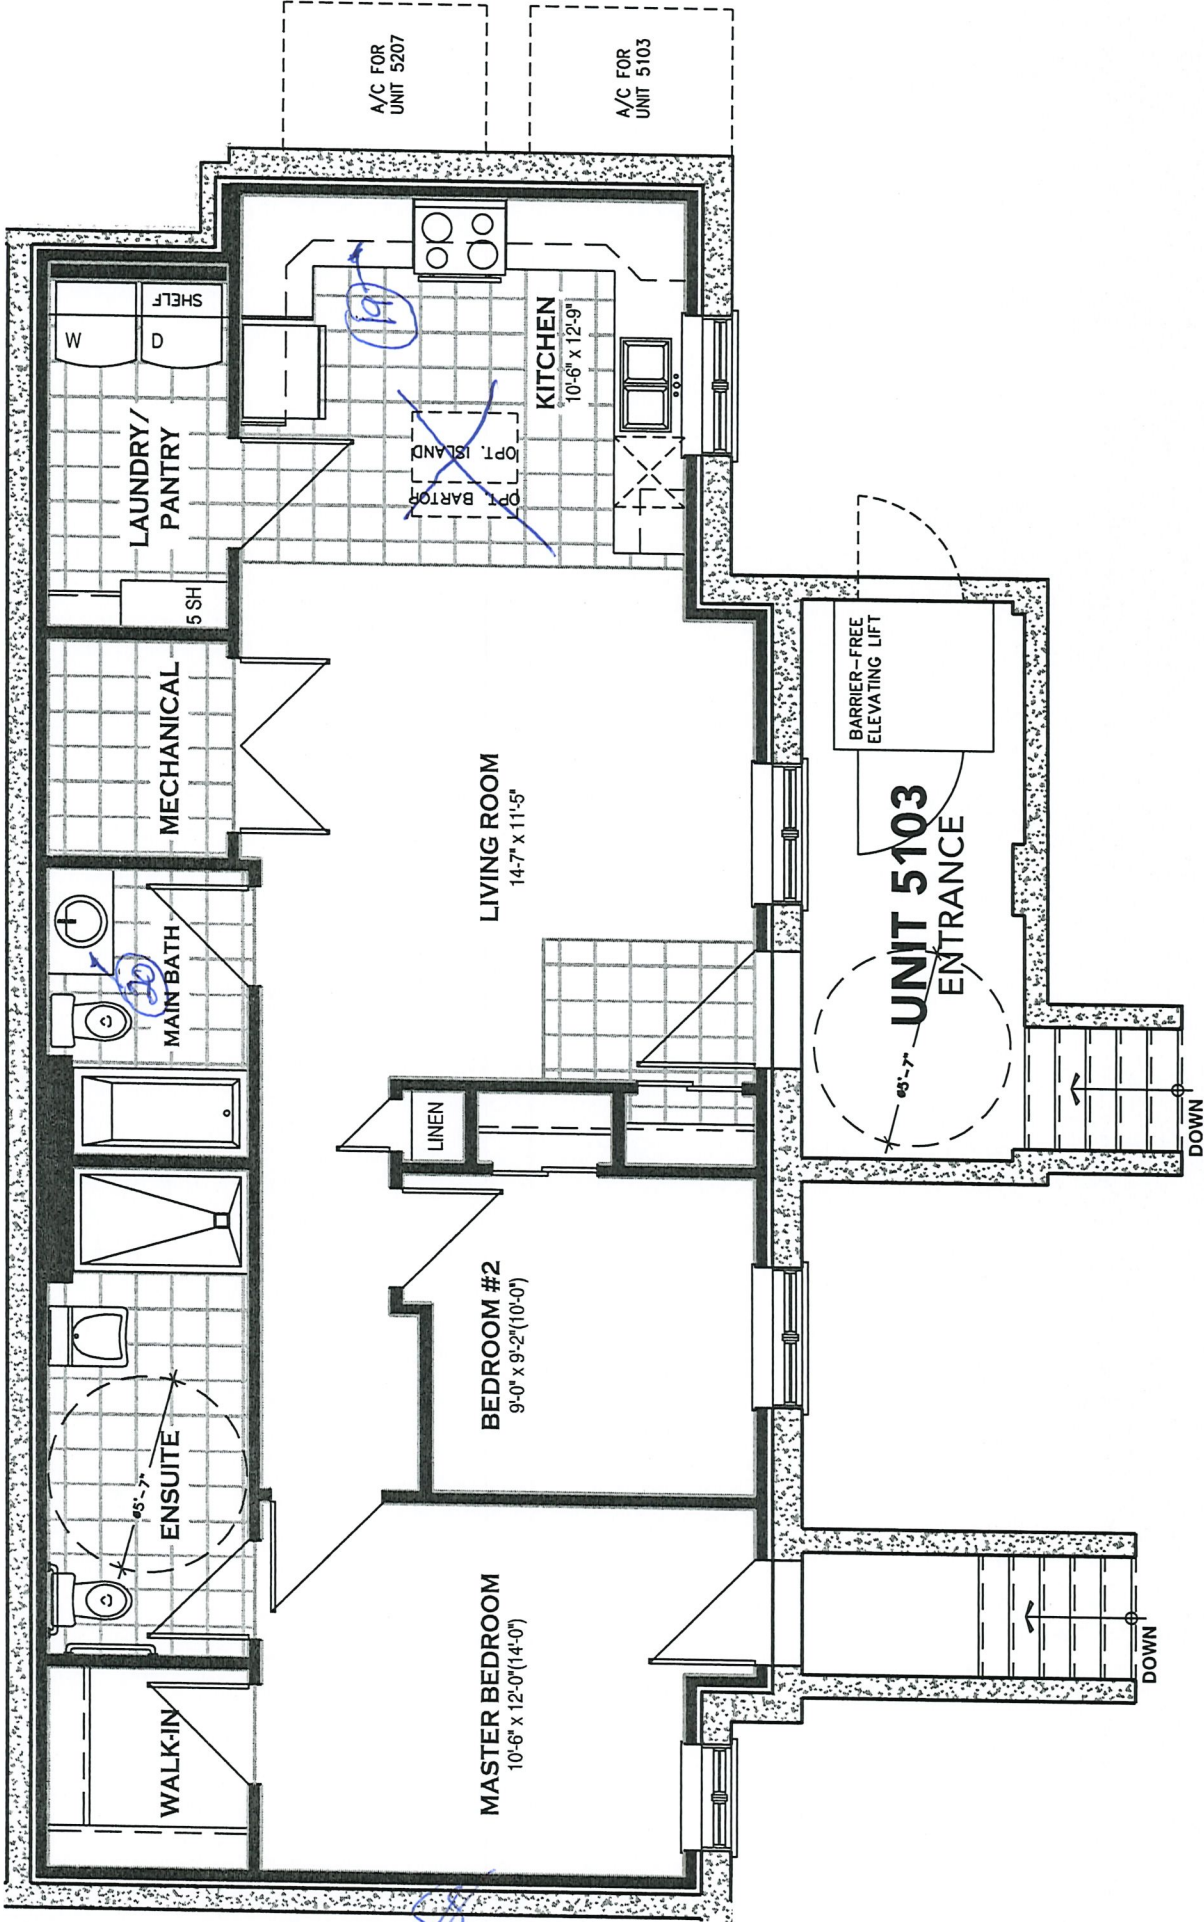 A/C FOR
UNIT 5207
A/C FOR
UNIT 5103
SHELF
W
D
LAUNDRY/
PANTRY
5 SH
19
KITCHEN
10'-6" x 12'-9"
OPT. ISLAND
OPT. BARTOP
MECHANICAL
LIVING ROOM
14'-7" x 11'-5"
BARRIER-FREE
ELEVATING LIFT
UNIT 5103
ENTRANCE
ø5'-7"
DOWN
20
MAIN BATH
LINEN
BEDROOM #2
9'-0" x 9'-2"(10'-0")
ENSUITE
ø5'-7"
WALK-IN
MASTER BEDROOM
10'-6" x 12'-0"(14'-0")
DOWN